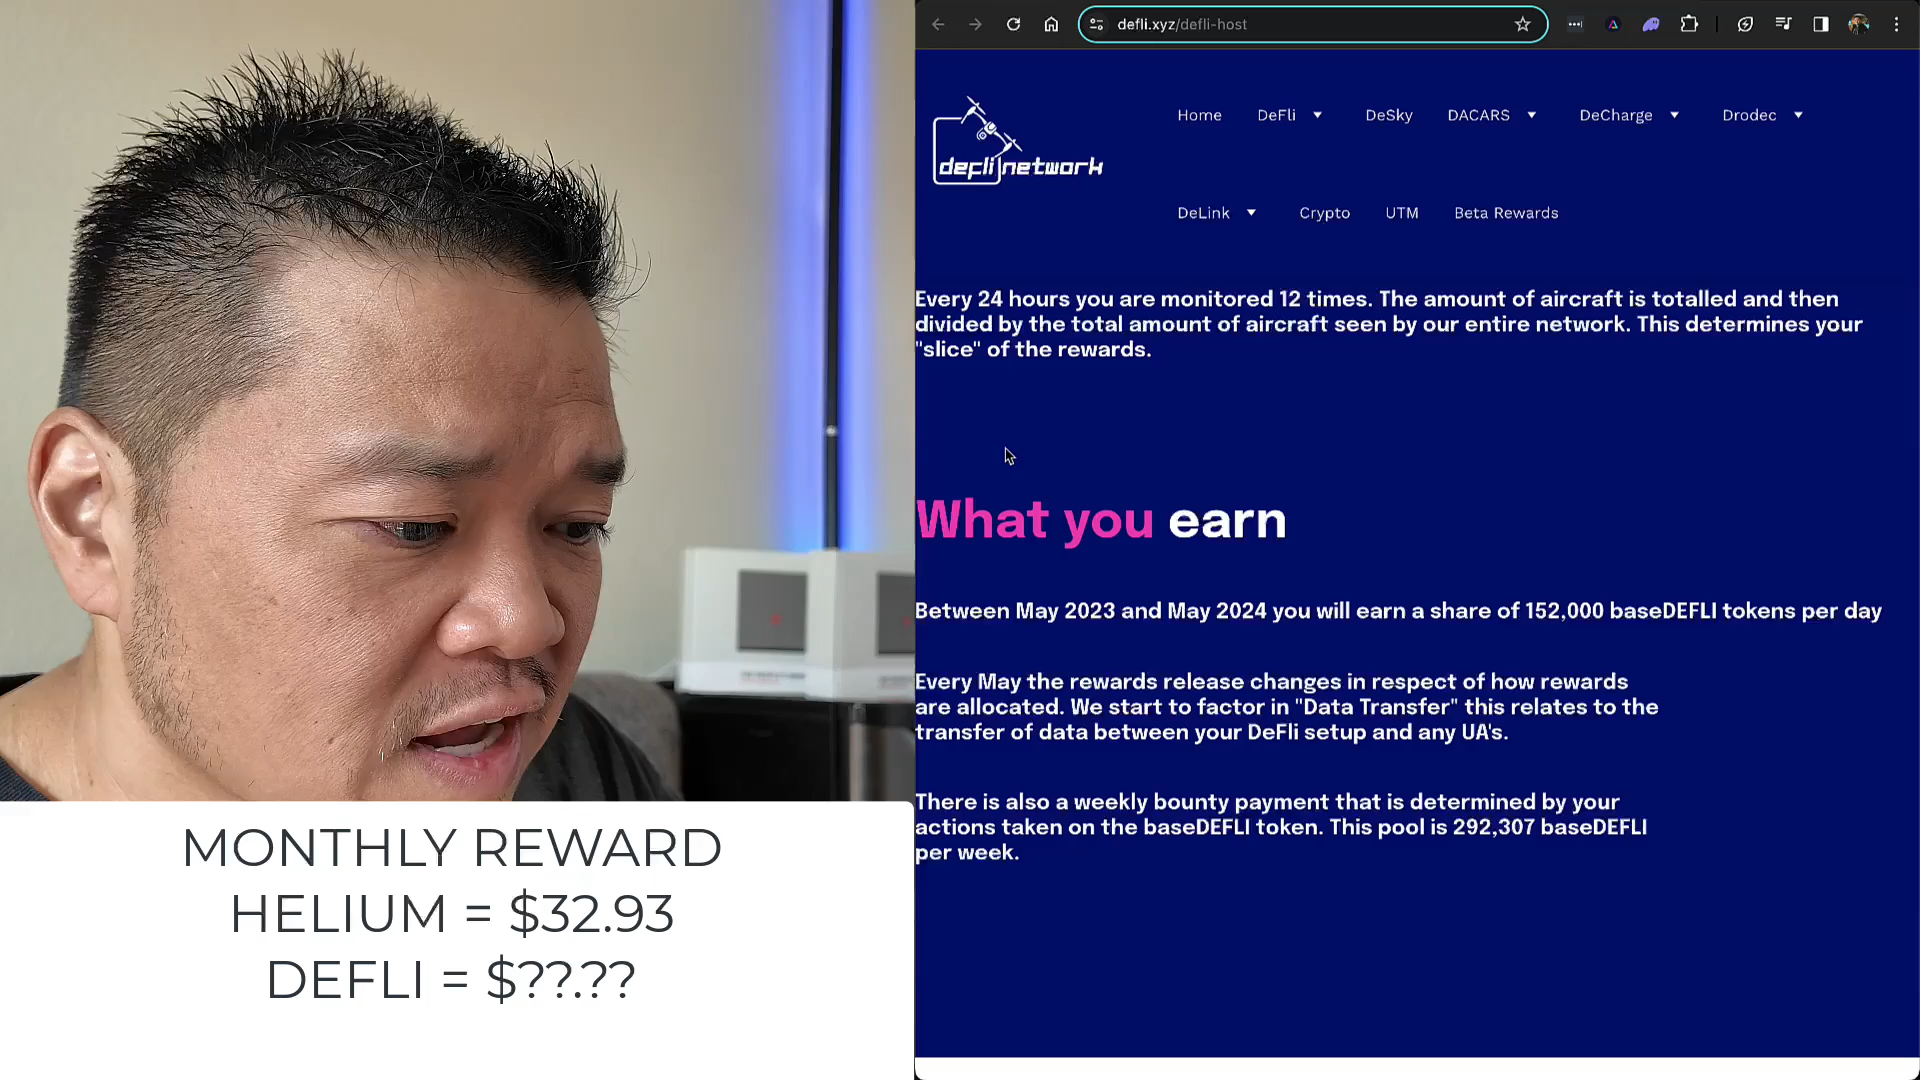 defli.xyz/defli-host
defli network
Home DeFli DeSky DACARS DeCharge Drodec
DeLink Crypto UTM Beta Rewards
Every 24 hours you are monitored 12 times. The amount of aircraft is totalled and then
divided by the total amount of aircraft seen by our entire network. This determines your
"slice" of the rewards.
What you earn
Between May 2023 and May 2024 you will earn a share of 152,000 baseDEFLI tokens per day
Every May the rewards release changes in respect of how rewards
are allocated. We start to factor in "Data Transfer" this relates to the
transfer of data between your DeFli setup and any UA's.
There is also a weekly bounty payment that is determined by your
actions taken on the baseDEFLI token. This pool is 292,307 baseDEFLI
per week.
MONTHLY REWARD
HELIUM = $32.93
DEFLI = $??.??